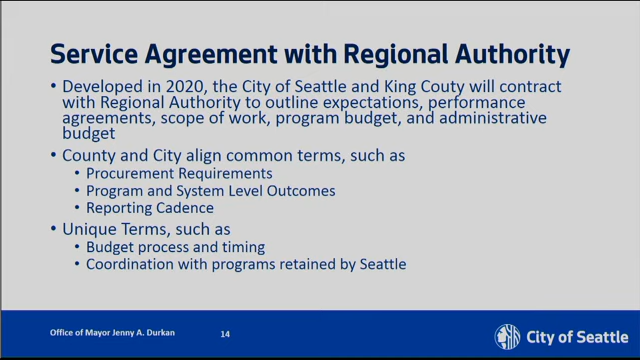 Service Agreement with Regional Authority
• Developed in 2020, the City of Seattle and King Couty will contract
with Regional Authority to outline expectations, performance
agreements, scope of work, program budget, and administrative
budget
• County and City align common terms, such as
• Procurement Requirements
• Program and System Level Outcomes
• Reporting Cadence
• Unique Terms, such as
• Budget process and timing
• Coordination with programs retained by Seattle
Office of Mayor Jenny A. Durkan
14
City of Seattle